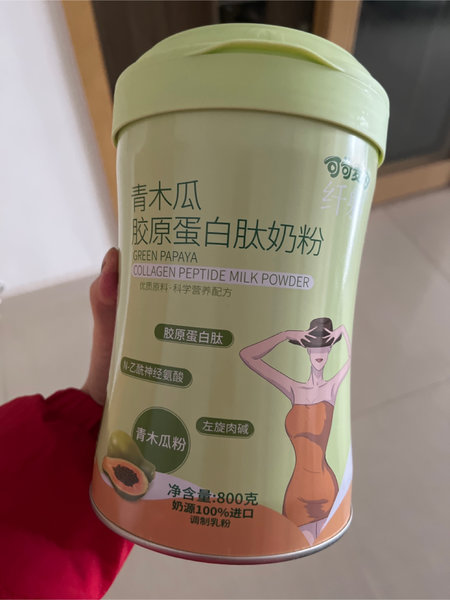 纤
青木瓜
胶原蛋白肽奶粉
GREEN PAPAYA
COLLAGEN PEPTIDE MILK POWDER
优质原料·科学营养配方
胶原蛋白肽
N-乙酰神经氨酸
左旋肉碱
青木瓜粉
净含量:800克
奶源100%进口
调制乳粉